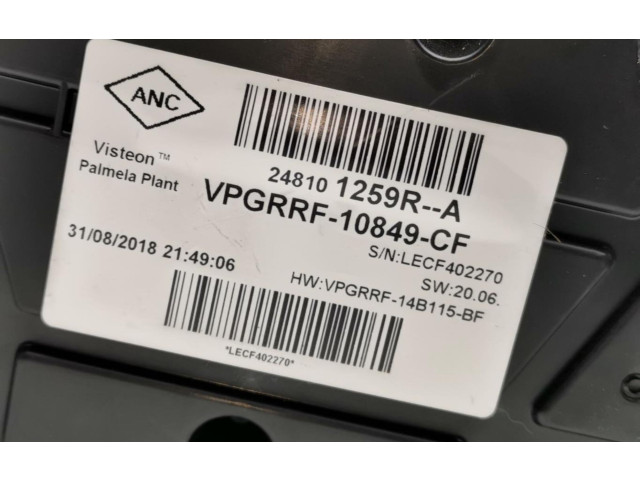 ANC
24810 1259R--A
Visteon™
Palmela Plant
VPGRRF-10849-CF
S/N:LECF402270
31/08/2018 21:49:06
SW:20.06.
HW:VPGRRF-14B115-BF
*LECF402270*